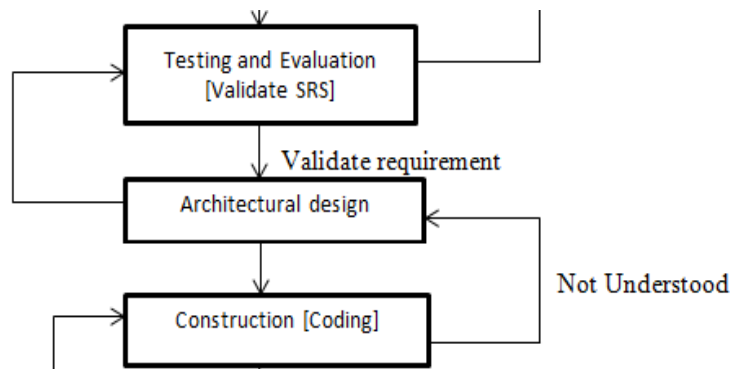 Testing and Evaluation
[Validate SRS]
Validate requirement
Architectural design
Not Understood
Construction [Coding]